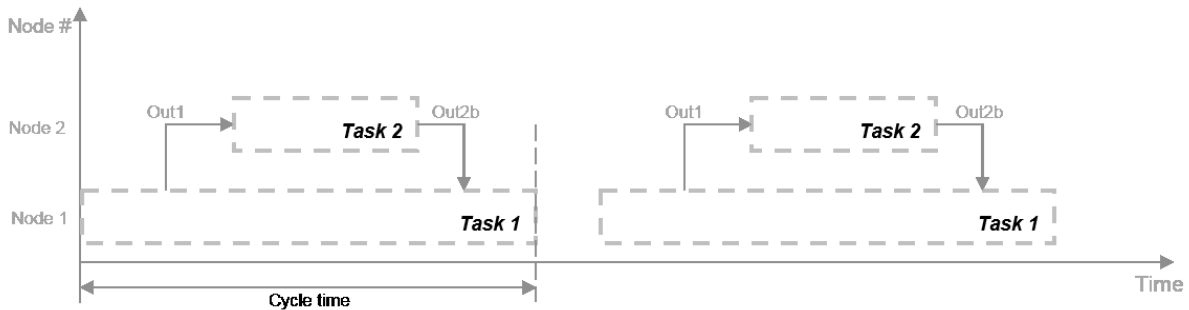 Node #
Out1
Out2b
Out1
Out2b
Node 2
Task 2
Task 2
Node 1
Task 1
Task 1
Time
Cycle time